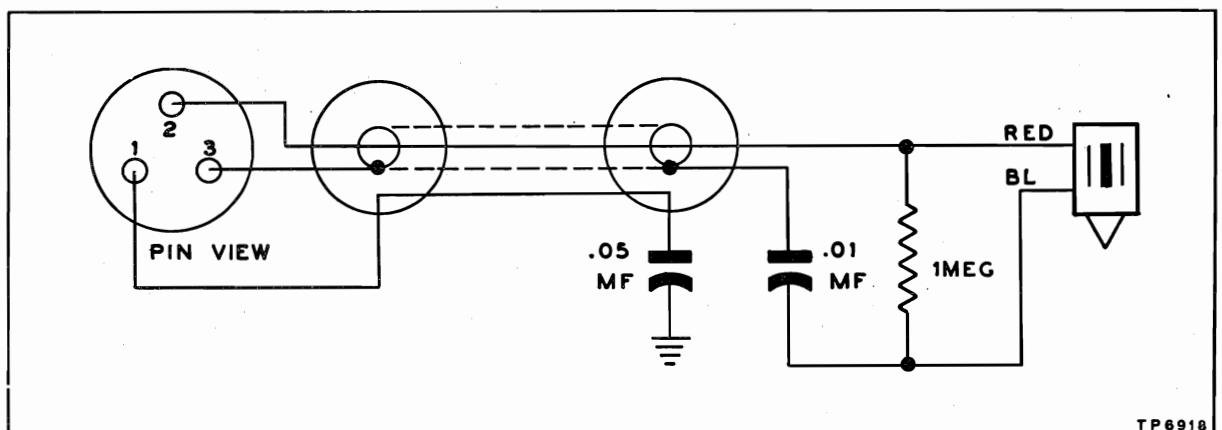 2
1
3
PIN VIEW
.05
MF
.01
MF
1MEG
RED
BL
TP6918